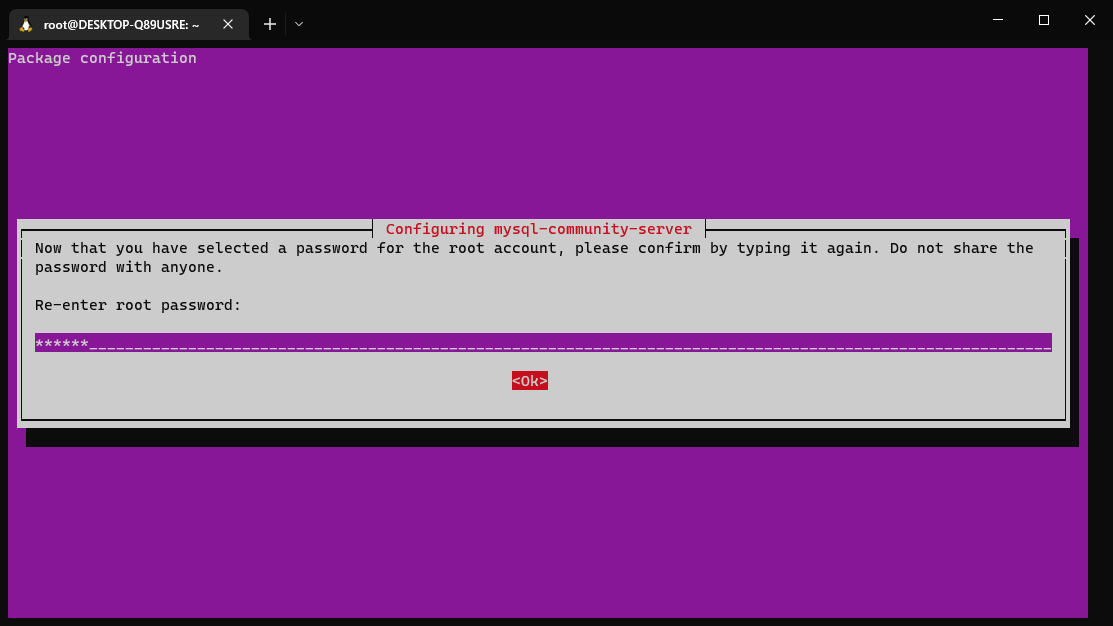 root@DESKTOP-Q89USRE: ~
Package configuration
Configuring mysql-community-server
Now that you have selected a password for the root account, please confirm by typing it again. Do not share the
password with anyone.
Re-enter root password:
******_______________________________________________________________________________________________________________
<Ok>